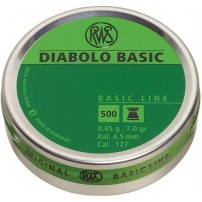 RWS
DIABOLO BASIC
BASIC LINE
500
0,45 g . 7.0 gr
Kal. 4,5 mm
Cal. .177
ORIGINAL
BASIC LINE